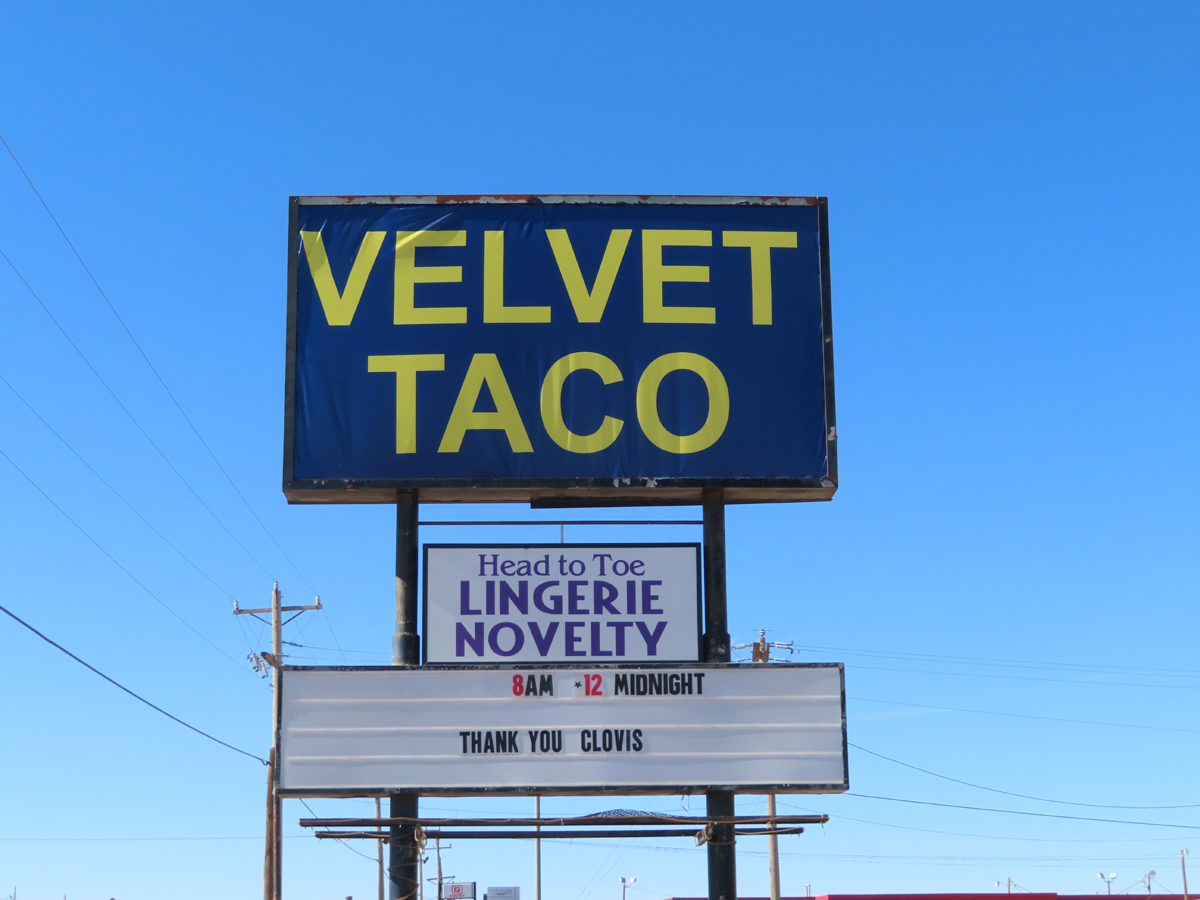 VELVET
TACO
Head to Toe
LINGERIE
NOVELTY
8AM *12 MIDNIGHT
THANK YOU CLOVIS